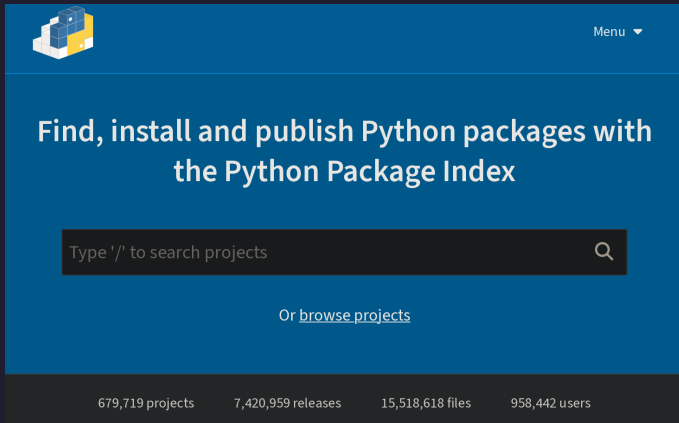 Menu
Find, install and publish Python packages with
the Python Package Index
Type '/' to search projects
Or browse projects
679,719 projects 7,420,959 releases 15,518,618 files 958,442 users